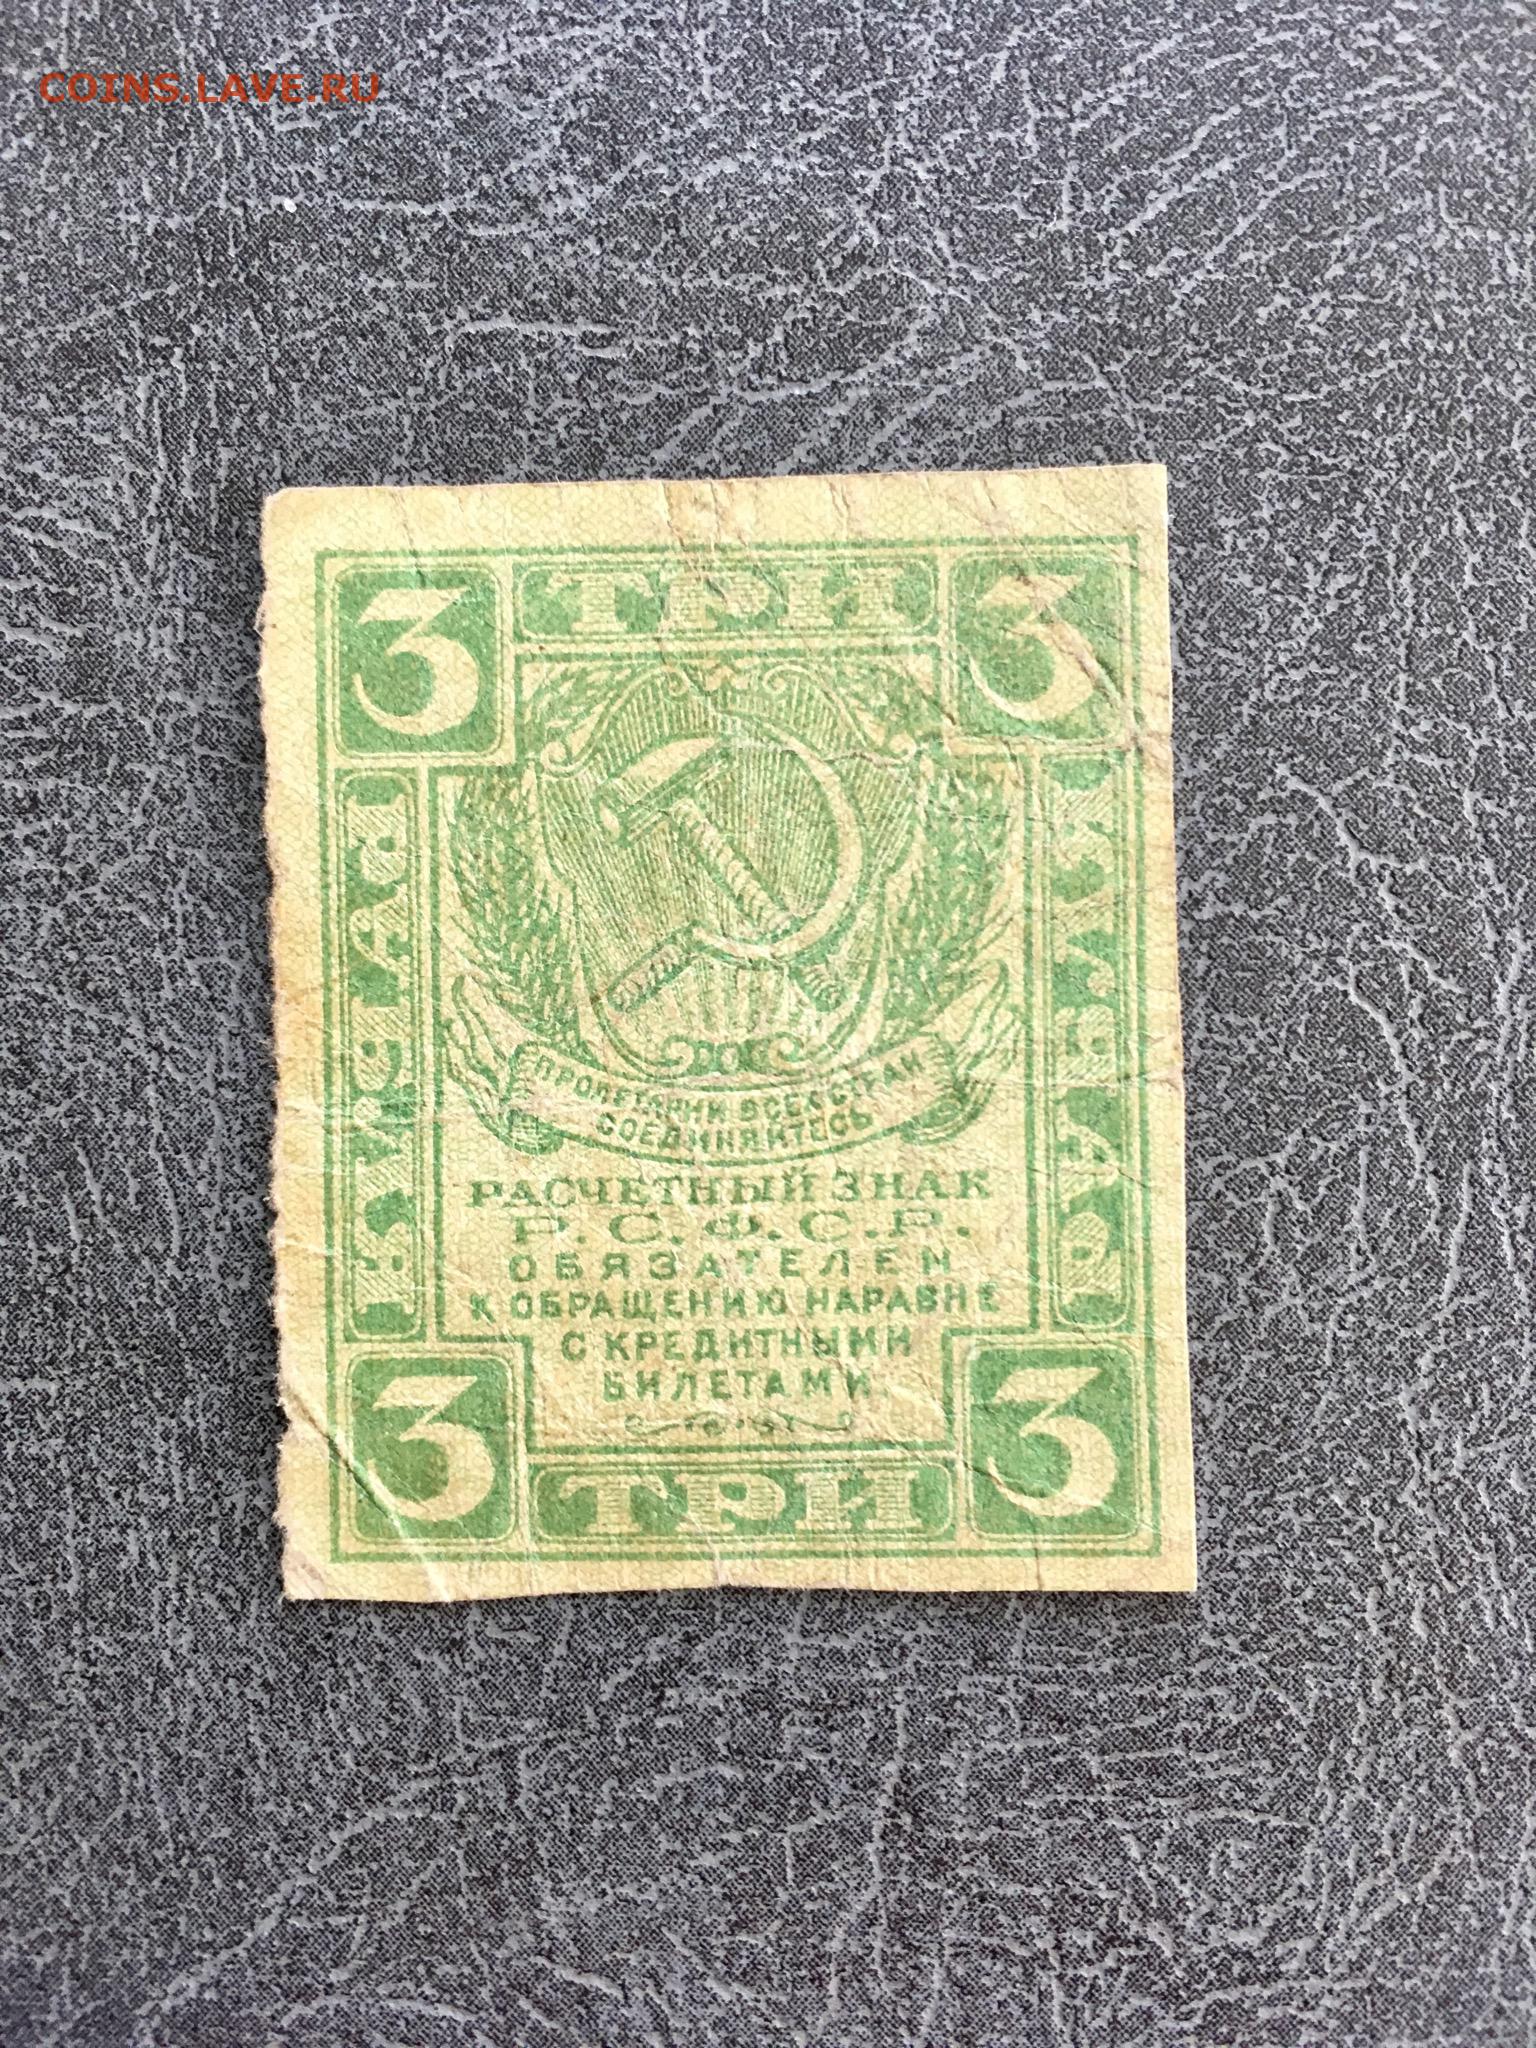 COINS.LAVE.RU
3 ТРИ 3
РУБЛЯ
РУБЛЯ
ПРОЛЕТАРИИ ВСЕХ СТРАН
СОЕДИНЯЙТЕСЬ
РАСЧЕТНЫЙ ЗНАК
Р. С. Ф. С. Р.
ОБЯЗАТЕЛЕН
К ОБРАЩЕНИЮ НАРАВНЕ
С КРЕДИТНЫМИ
БИЛЕТАМИ
3 ТРИ 3